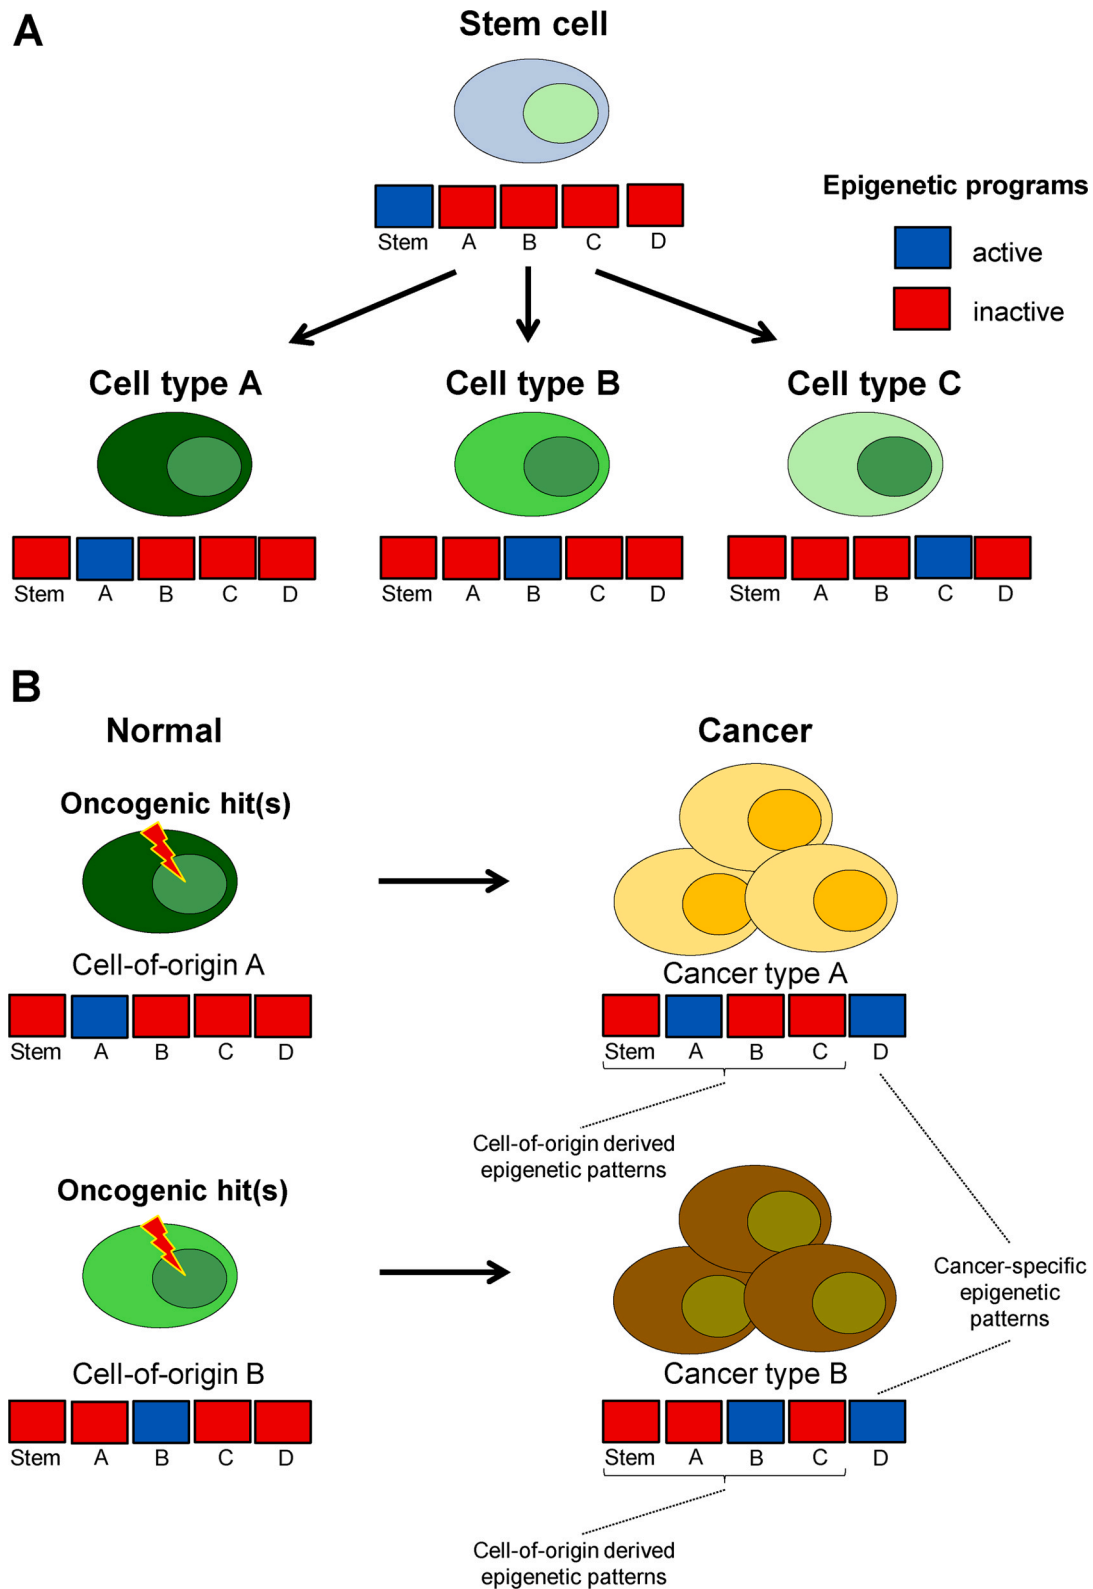 A
Stem cell
Stem A B C D
Epigenetic programs
active
inactive
Cell type A
Cell type B
Cell type C
Stem A B C D
Stem A B C D
Stem A B C D
B
Normal
Cancer
Oncogenic hit(s)
Cell-of-origin A
Cancer type A
Stem A B C D
Stem A B C D
Cell-of-origin derived
epigenetic patterns
Oncogenic hit(s)
Cancer-specific
epigenetic
patterns
Cell-of-origin B
Cancer type B
Stem A B C D
Stem A B C D
Cell-of-origin derived
epigenetic patterns